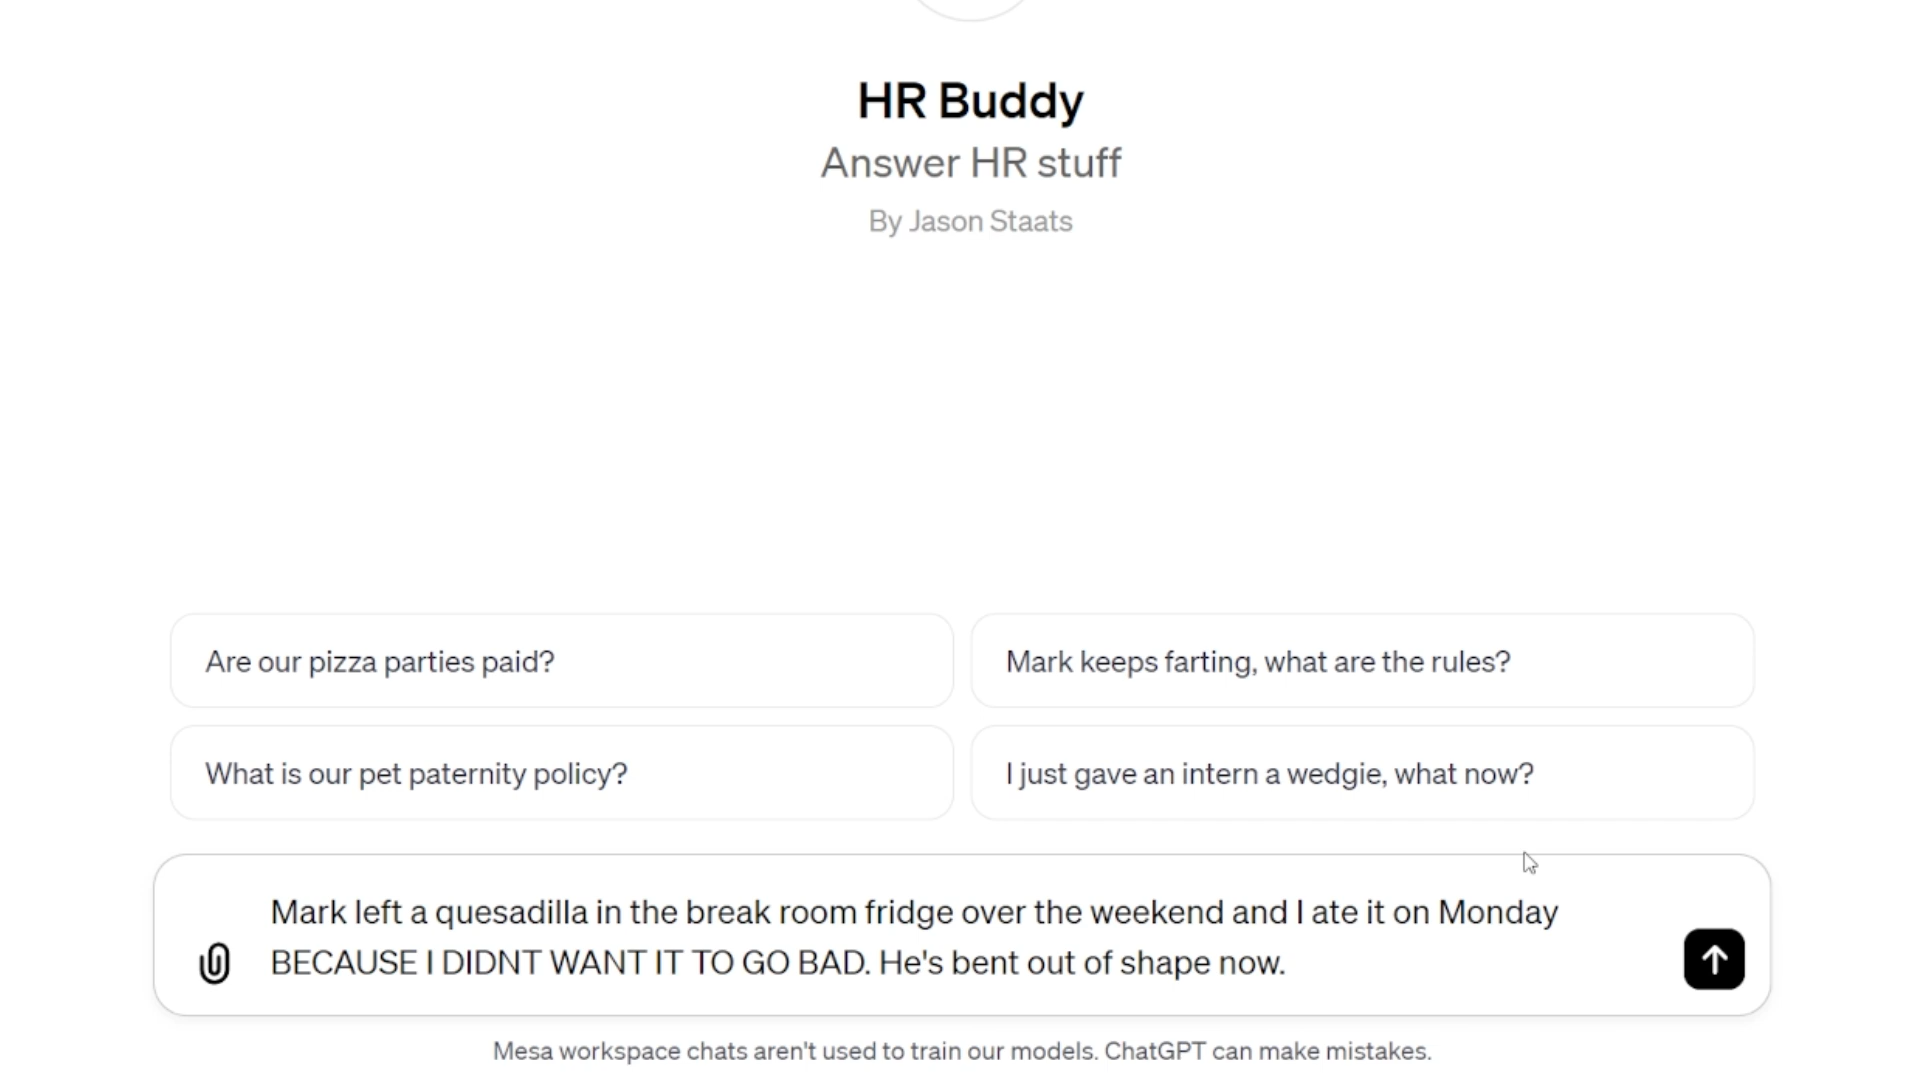 HR Buddy
Answer HR stuff
By Jason Staats
Are our pizza parties paid?
Mark keeps farting, what are the rules?
What is our pet paternity policy?
I just gave an intern a wedgie, what now?
Mark left a quesadilla in the break room fridge over the weekend and I ate it on Monday
BECAUSE I DIDNT WANT IT TO GO BAD. He's bent out of shape now.
Mesa workspace chats aren't used to train our models. ChatGPT can make mistakes.